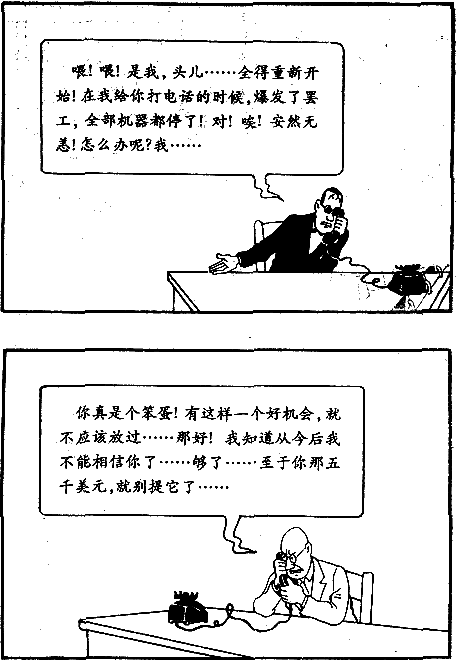 喂!喂!是我,头儿……全得重新开
始!在我给你打电话的时候,爆发了罢
工,全部机器都停了!对!唉!安然无
恙!怎么办呢?我……
你真是个笨蛋!有这样一个好机会,就
不应该放过……那好!我知道从今后我
不能相信你了……够了……至于你那五
千美元,就别提它了……